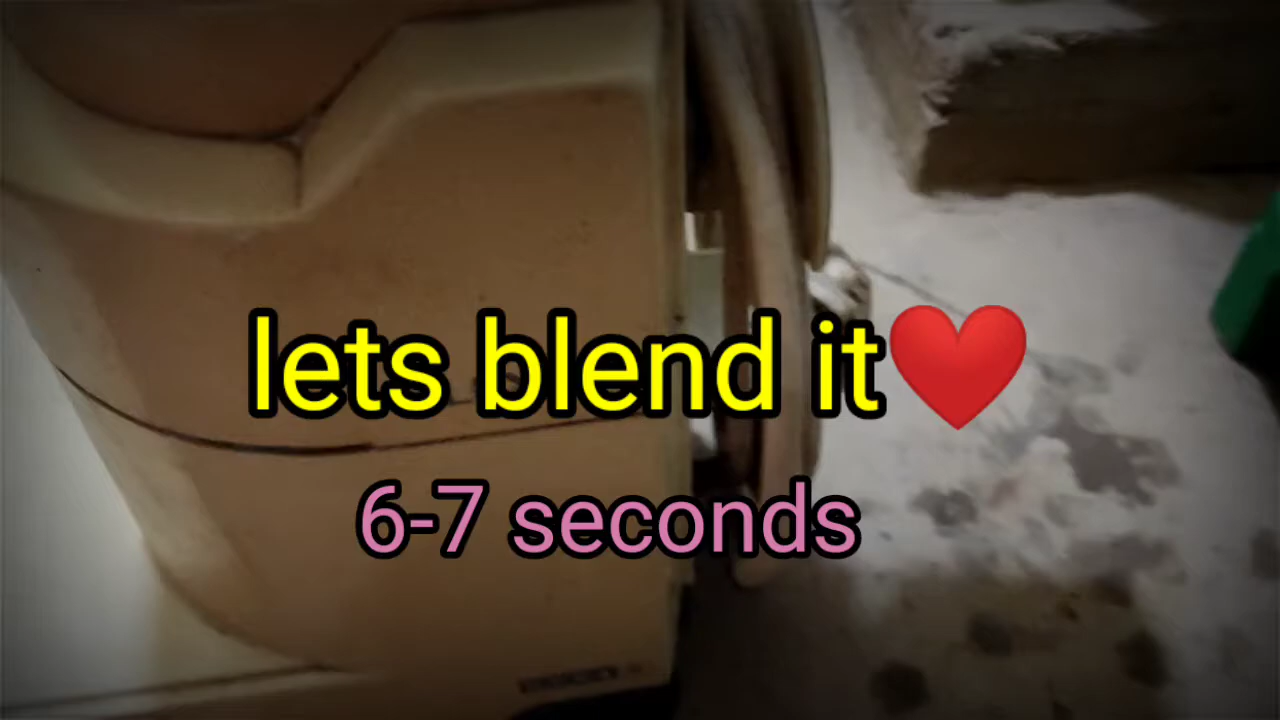 lets blend it❤️
6-7 seconds